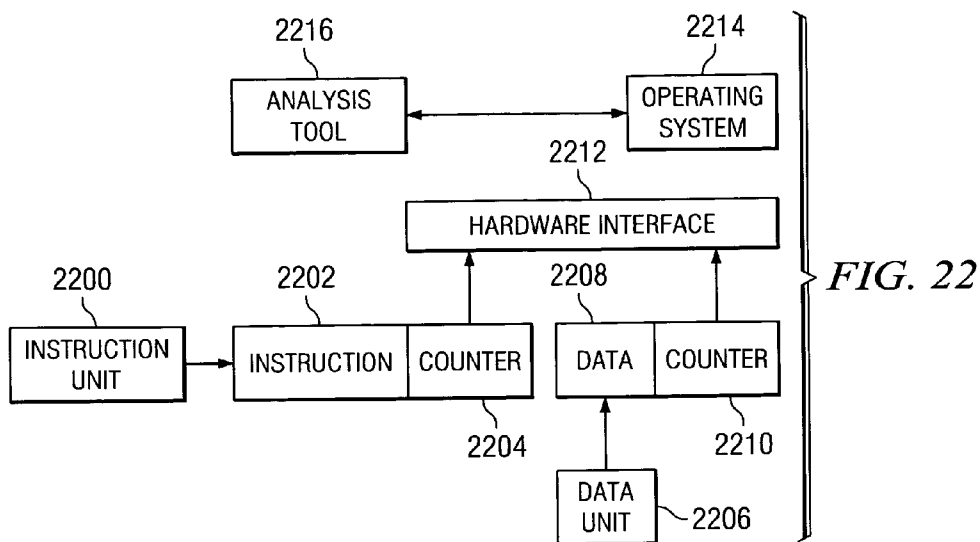 2216
2214
ANALYSIS
TOOL
OPERATING
SYSTEM
2212
HARDWARE INTERFACE
2200
2202
2208
FIG. 22
INSTRUCTION
UNIT
INSTRUCTION
COUNTER
DATA
COUNTER
2204
2210
DATA
UNIT
2206